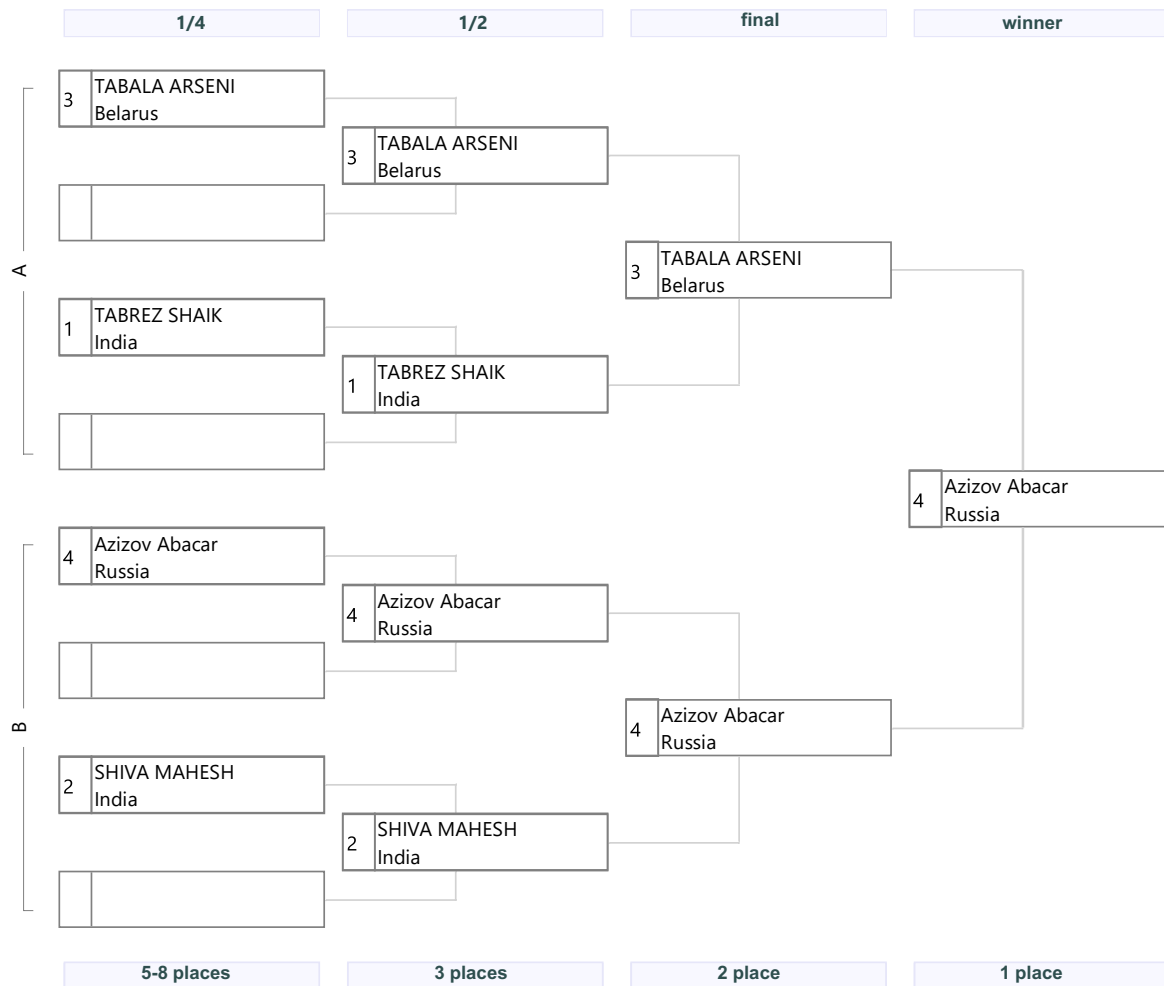 1/4
1/2
final
winner
A
3
TABALA ARSENI
Belarus
1
TABREZ SHAIK
India
B
4
Azizov Abacar
Russia
2
SHIVA MAHESH
India
3
TABALA ARSENI
Belarus
1
TABREZ SHAIK
India
4
Azizov Abacar
Russia
2
SHIVA MAHESH
India
3
TABALA ARSENI
Belarus
4
Azizov Abacar
Russia
4
Azizov Abacar
Russia
5-8 places
3 places
2 place
1 place